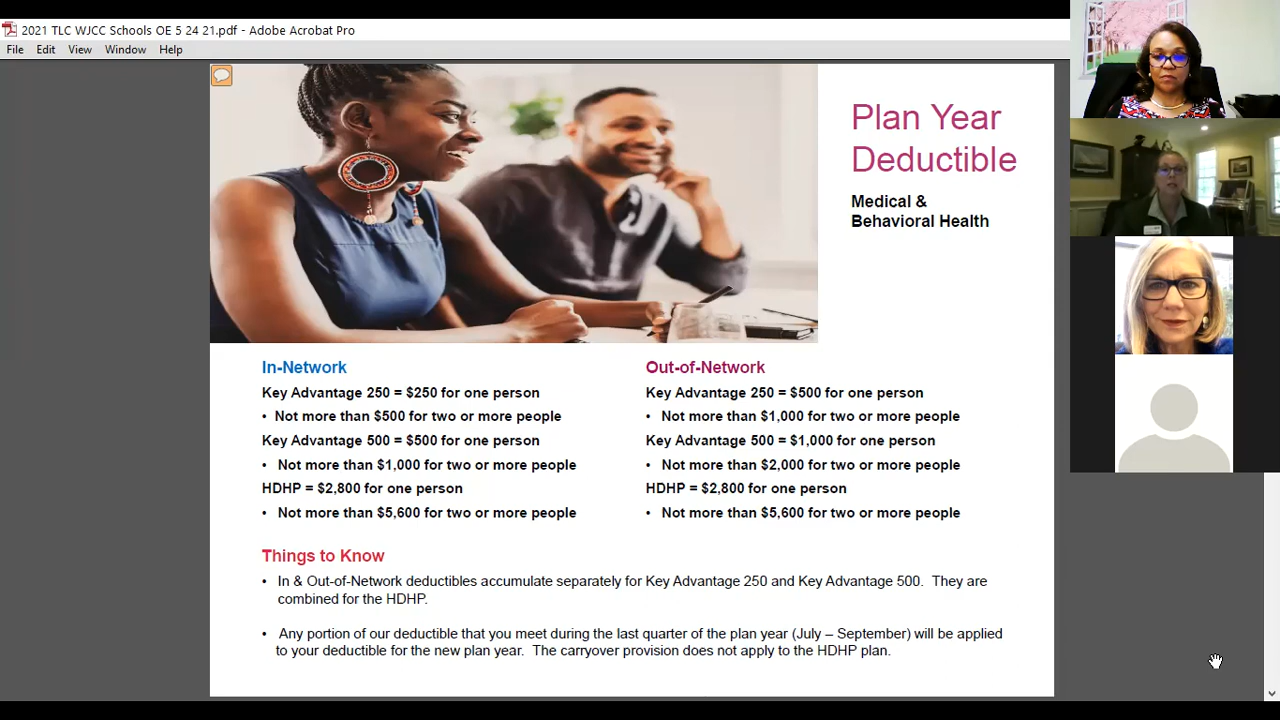 2021 TLC WJCC Schools OE 5 24 21.pdf - Adobe Acrobat Pro
File Edit View Window Help
Plan Year
Deductible
Medical &
Behavioral Health
In-Network
Key Advantage 250 = $250 for one person
• Not more than $500 for two or more people
Key Advantage 500 = $500 for one person
• Not more than $1,000 for two or more people
HDHP = $2,800 for one person
• Not more than $5,600 for two or more people
Out-of-Network
Key Advantage 250 = $500 for one person
• Not more than $1,000 for two or more people
Key Advantage 500 = $1,000 for one person
• Not more than $2,000 for two or more people
HDHP = $2,800 for one person
• Not more than $5,600 for two or more people
Things to Know
• In & Out-of-Network deductibles accumulate separately for Key Advantage 250 and Key Advantage 500. They are
combined for the HDHP.
• Any portion of our deductible that you meet during the last quarter of the plan year (July – September) will be applied
to your deductible for the new plan year. The carryover provision does not apply to the HDHP plan.